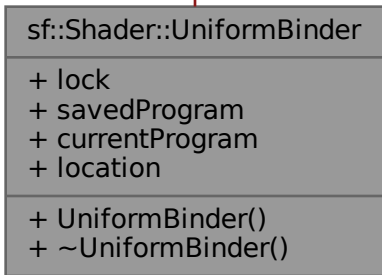 sf::Shader::UniformBinder
+ lock
+ savedProgram
+ currentProgram
+ location
+ UniformBinder()
+ ~UniformBinder()